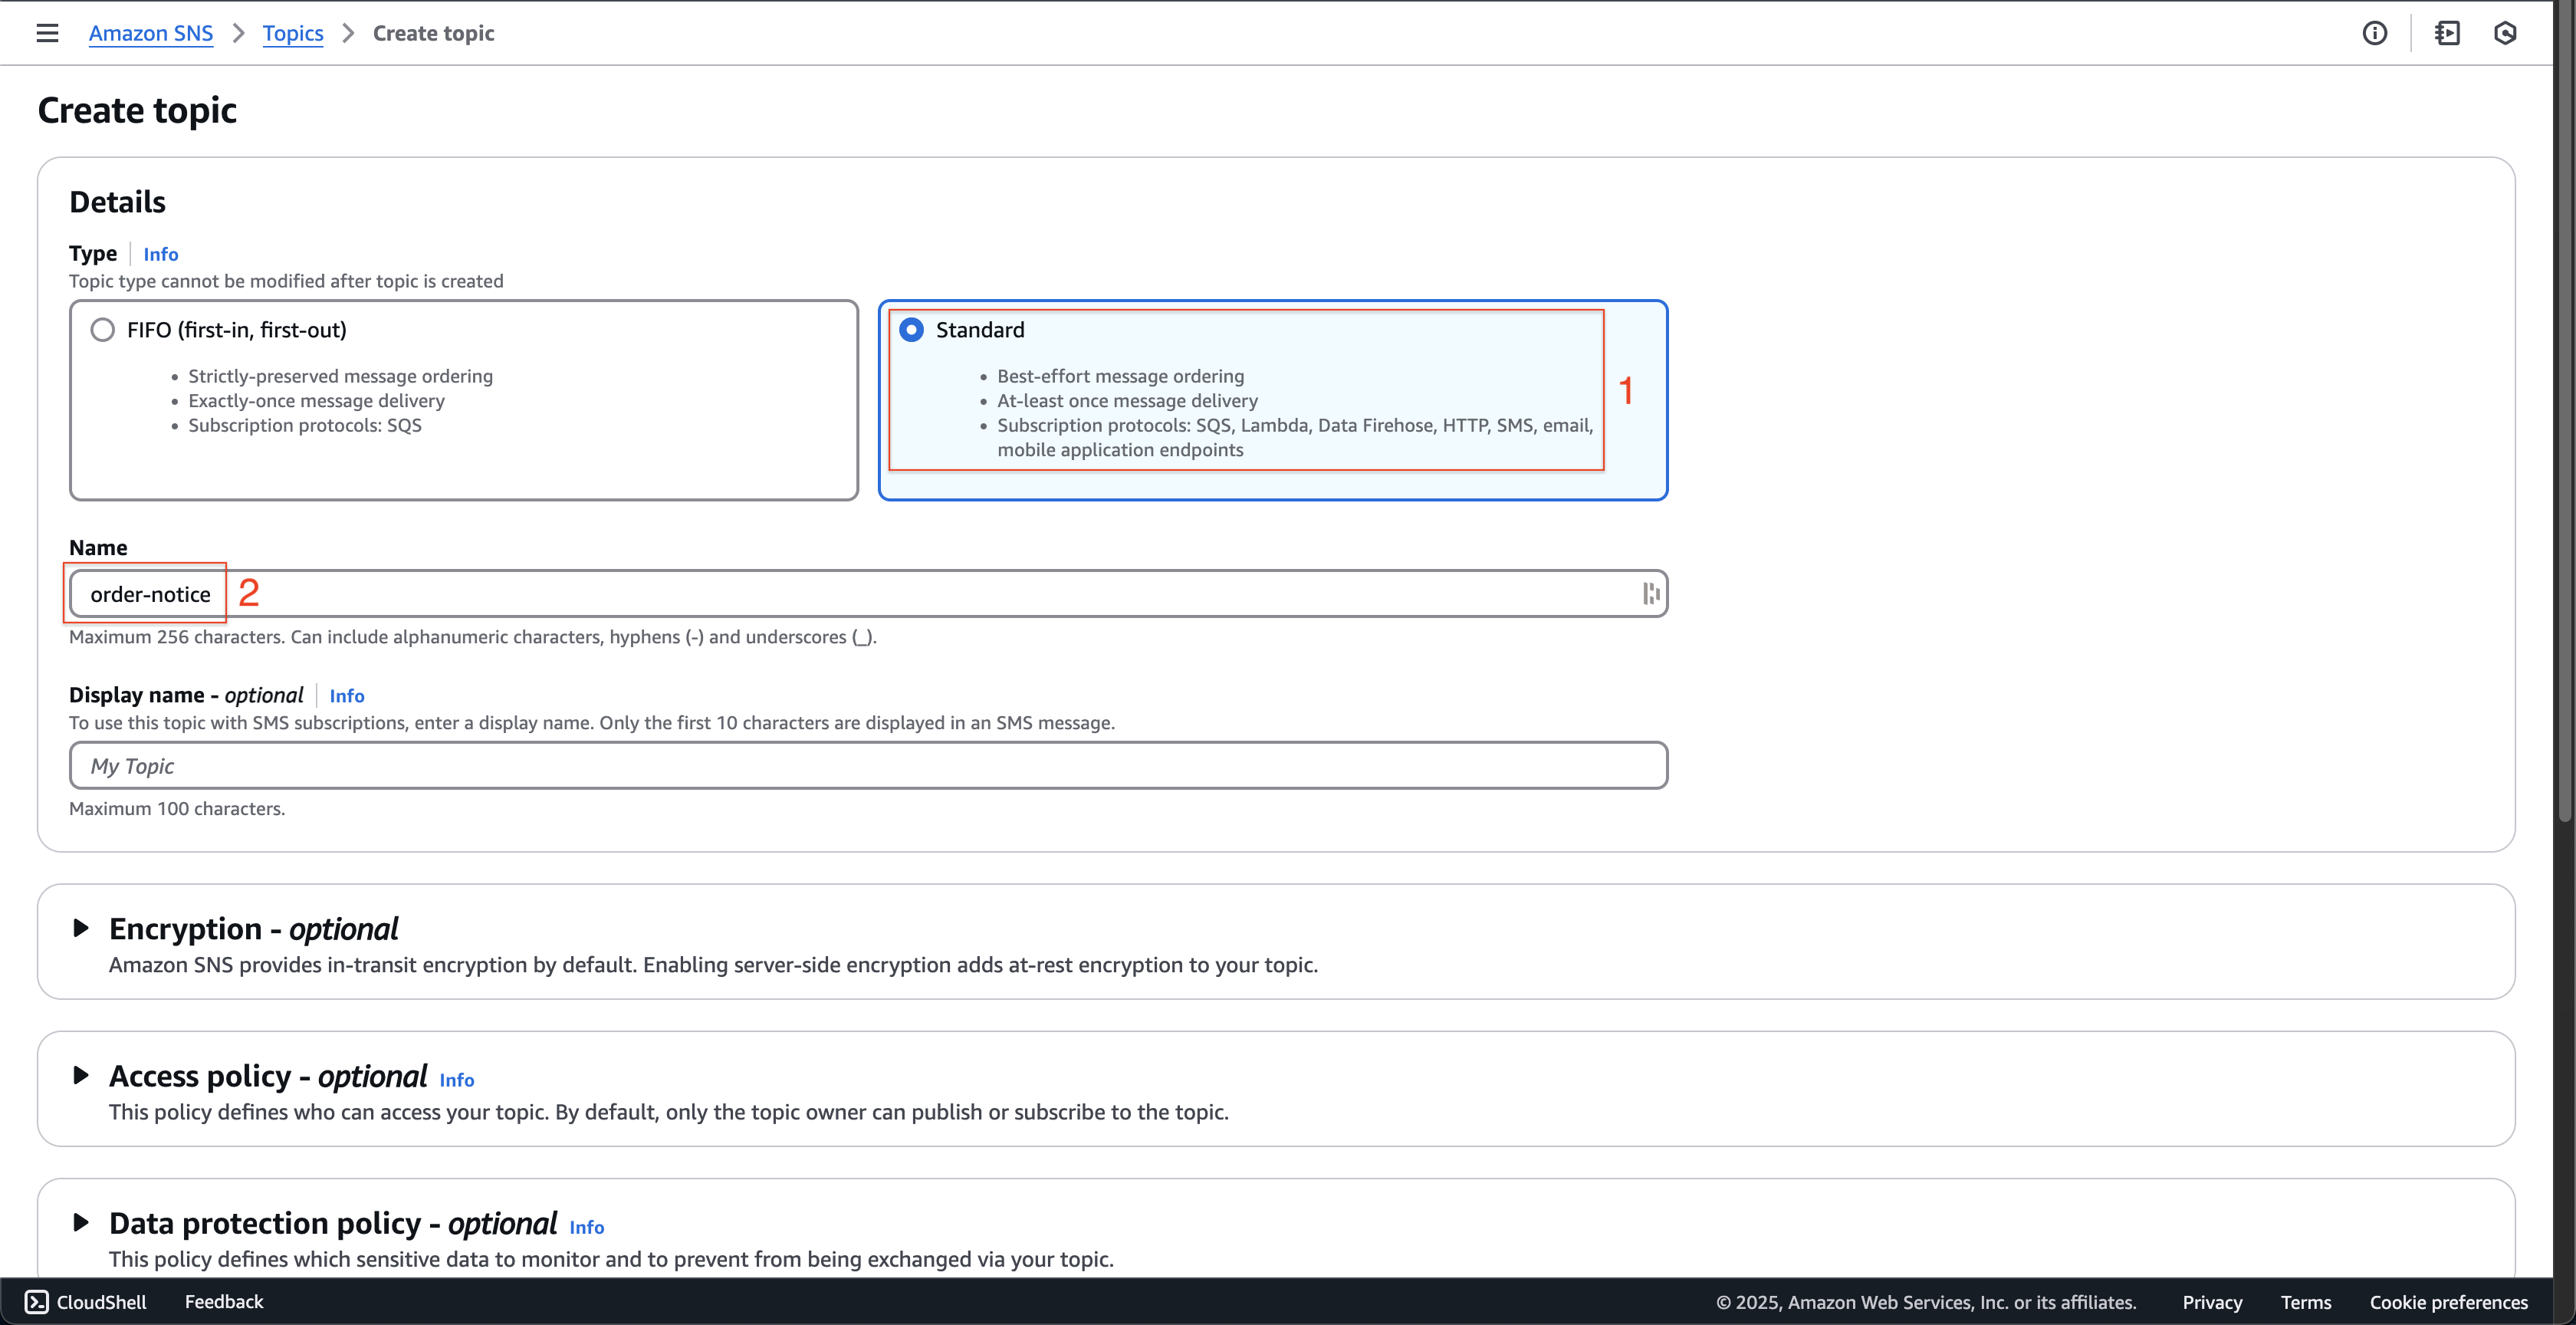 Amazon SNS > Topics > Create topic
Create topic
Details
Type Info
Topic type cannot be modified after topic is created
FIFO (first-in, first-out)
• Strictly-preserved message ordering
• Exactly-once message delivery
• Subscription protocols: SQS
Standard
• Best-effort message ordering
• At-least once message delivery
• Subscription protocols: SQS, Lambda, Data Firehose, HTTP, SMS, email,
mobile application endpoints
1
Name
order-notice 2
Maximum 256 characters. Can include alphanumeric characters, hyphens (-) and underscores (_).
Display name - optional Info
To use this topic with SMS subscriptions, enter a display name. Only the first 10 characters are displayed in an SMS message.
My Topic
Maximum 100 characters.
Encryption - optional
Amazon SNS provides in-transit encryption by default. Enabling server-side encryption adds at-rest encryption to your topic.
Access policy - optional Info
This policy defines who can access your topic. By default, only the topic owner can publish or subscribe to the topic.
Data protection policy - optional Info
This policy defines which sensitive data to monitor and to prevent from being exchanged via your topic.
CloudShell Feedback © 2025, Amazon Web Services, Inc. or its affiliates. Privacy Terms Cookie preferences